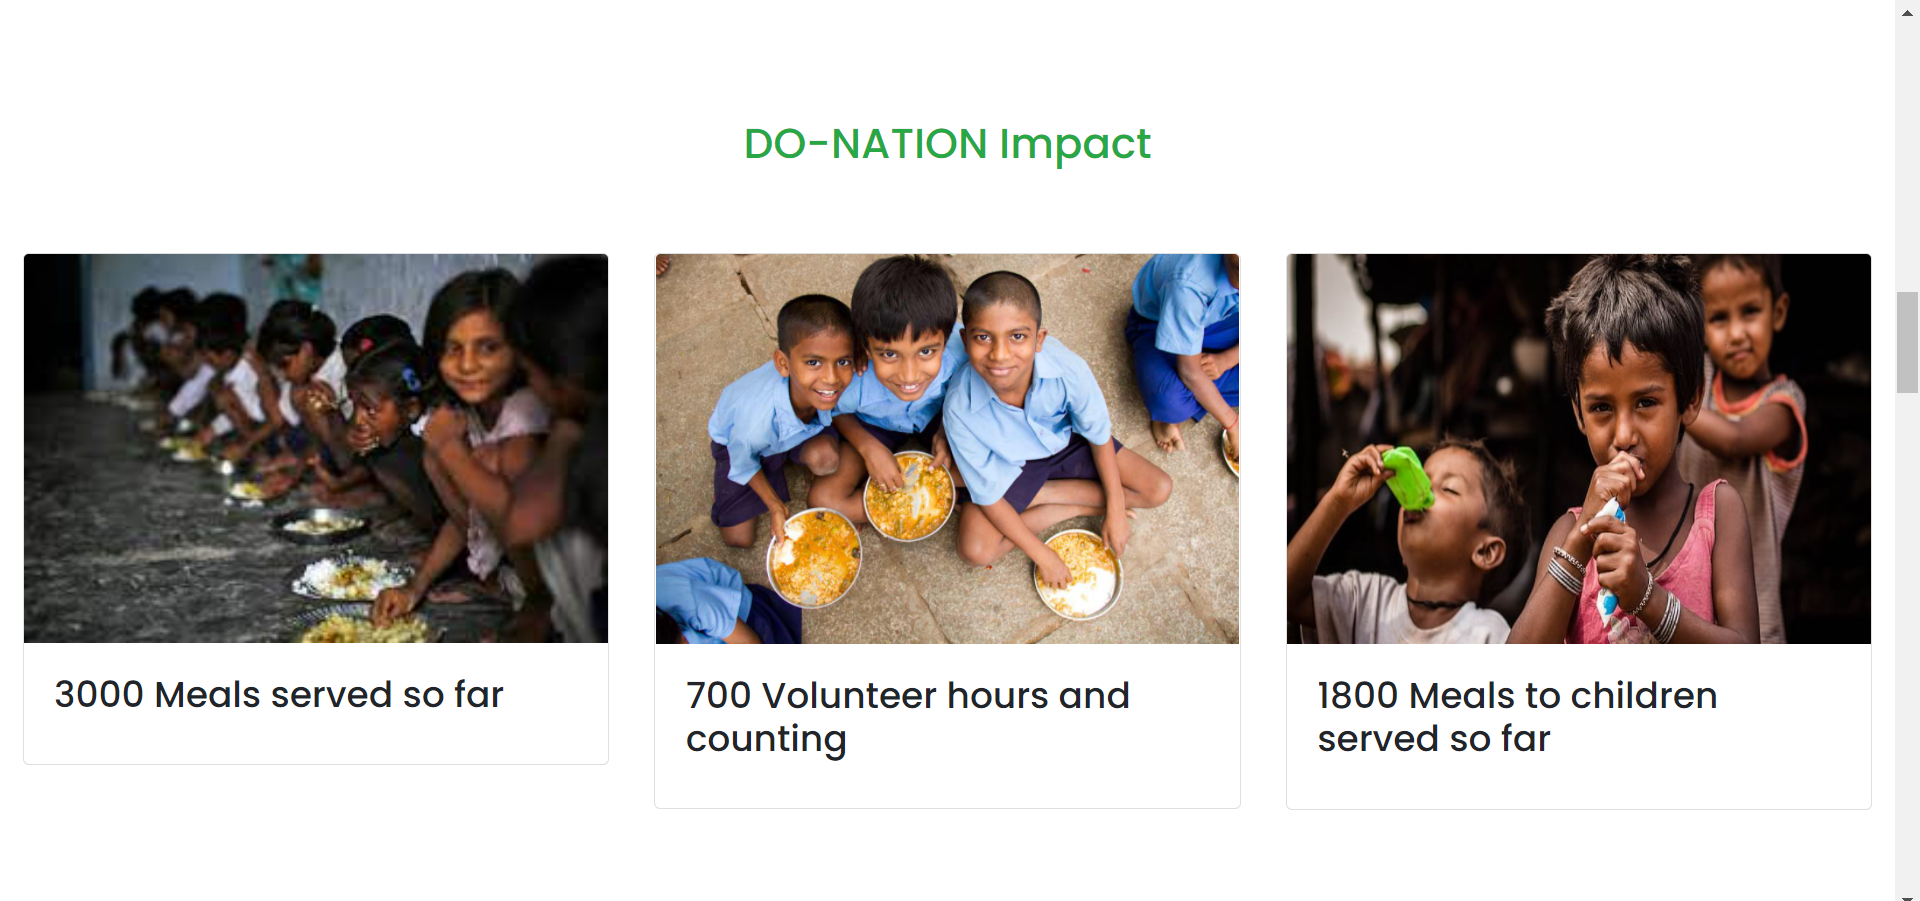 DO-NATION Impact
3000 Meals served so far
700 Volunteer hours and
counting
1800 Meals to children
served so far